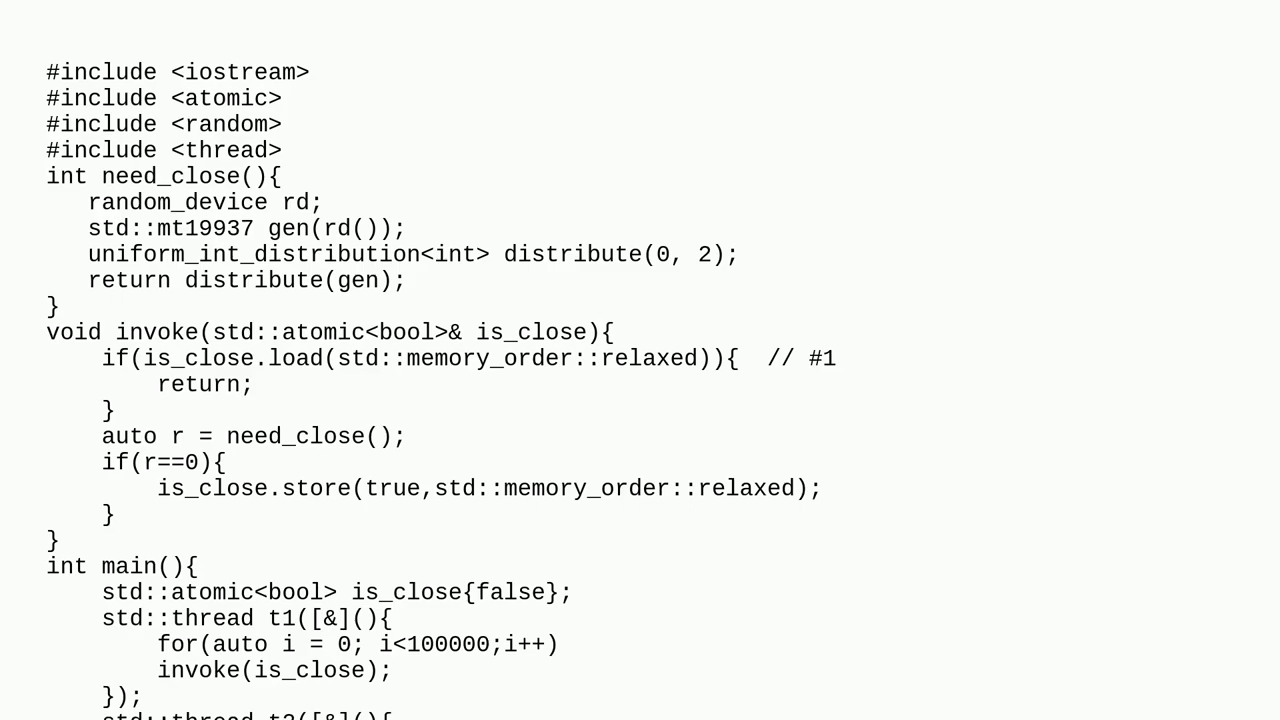 #include <iostream>
#include <atomic>
#include <random>
#include <thread>
int need_close(){
   random_device rd;
   std::mt19937 gen(rd());
   uniform_int_distribution<int> distribute(0, 2);
   return distribute(gen);
}
void invoke(std::atomic<bool>& is_close){
    if(is_close.load(std::memory_order::relaxed)){  // #1
        return;
    }
    auto r = need_close();
    if(r==0){
        is_close.store(true,std::memory_order::relaxed);
    }
}
int main(){
    std::atomic<bool> is_close{false};
    std::thread t1([&](){
        for(auto i = 0; i<100000;i++)
        invoke(is_close);
    });
    std::thread t2([&](){